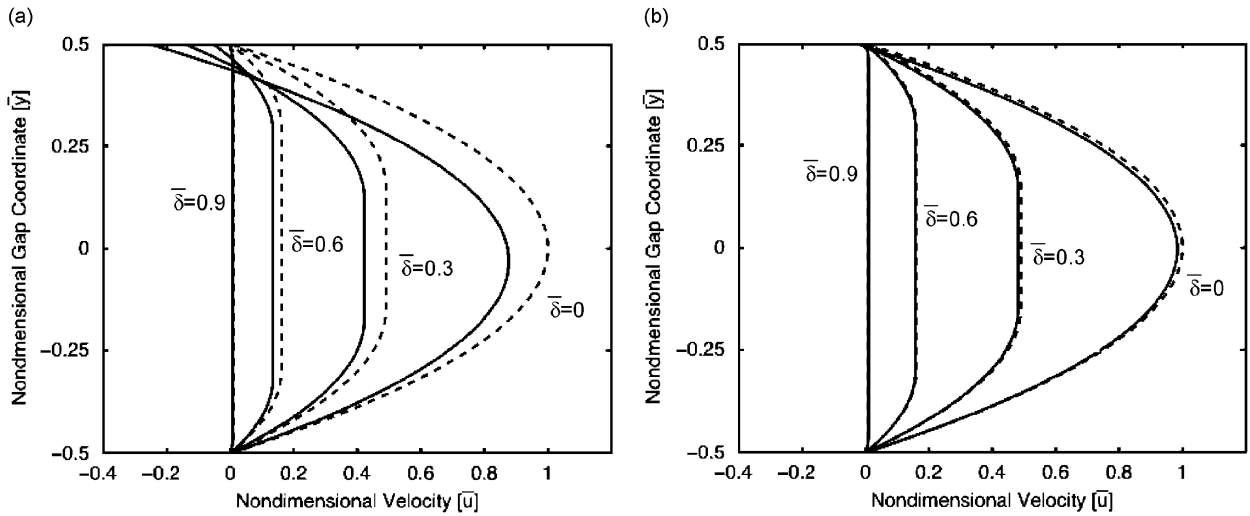 (a)
Nondimensional Gap Coordinate [y̅]
0.5
0.25
0
−0.25
−0.5
δ̅=0.9
δ̅=0.6
δ̅=0.3
δ̅=0
−0.4 −0.2 0 0.2 0.4 0.6 0.8 1
Nondimensional Velocity [u̅]
(b)
Nondmensional Gap Coordinate [y̅]
0.5
0.25
0
−0.25
−0.5
δ̅=0.9
δ̅=0.6
δ̅=0.3
δ̅=0
−0.4 −0.2 0 0.2 0.4 0.6 0.8 1
Nondimensional Velocity [u̅]